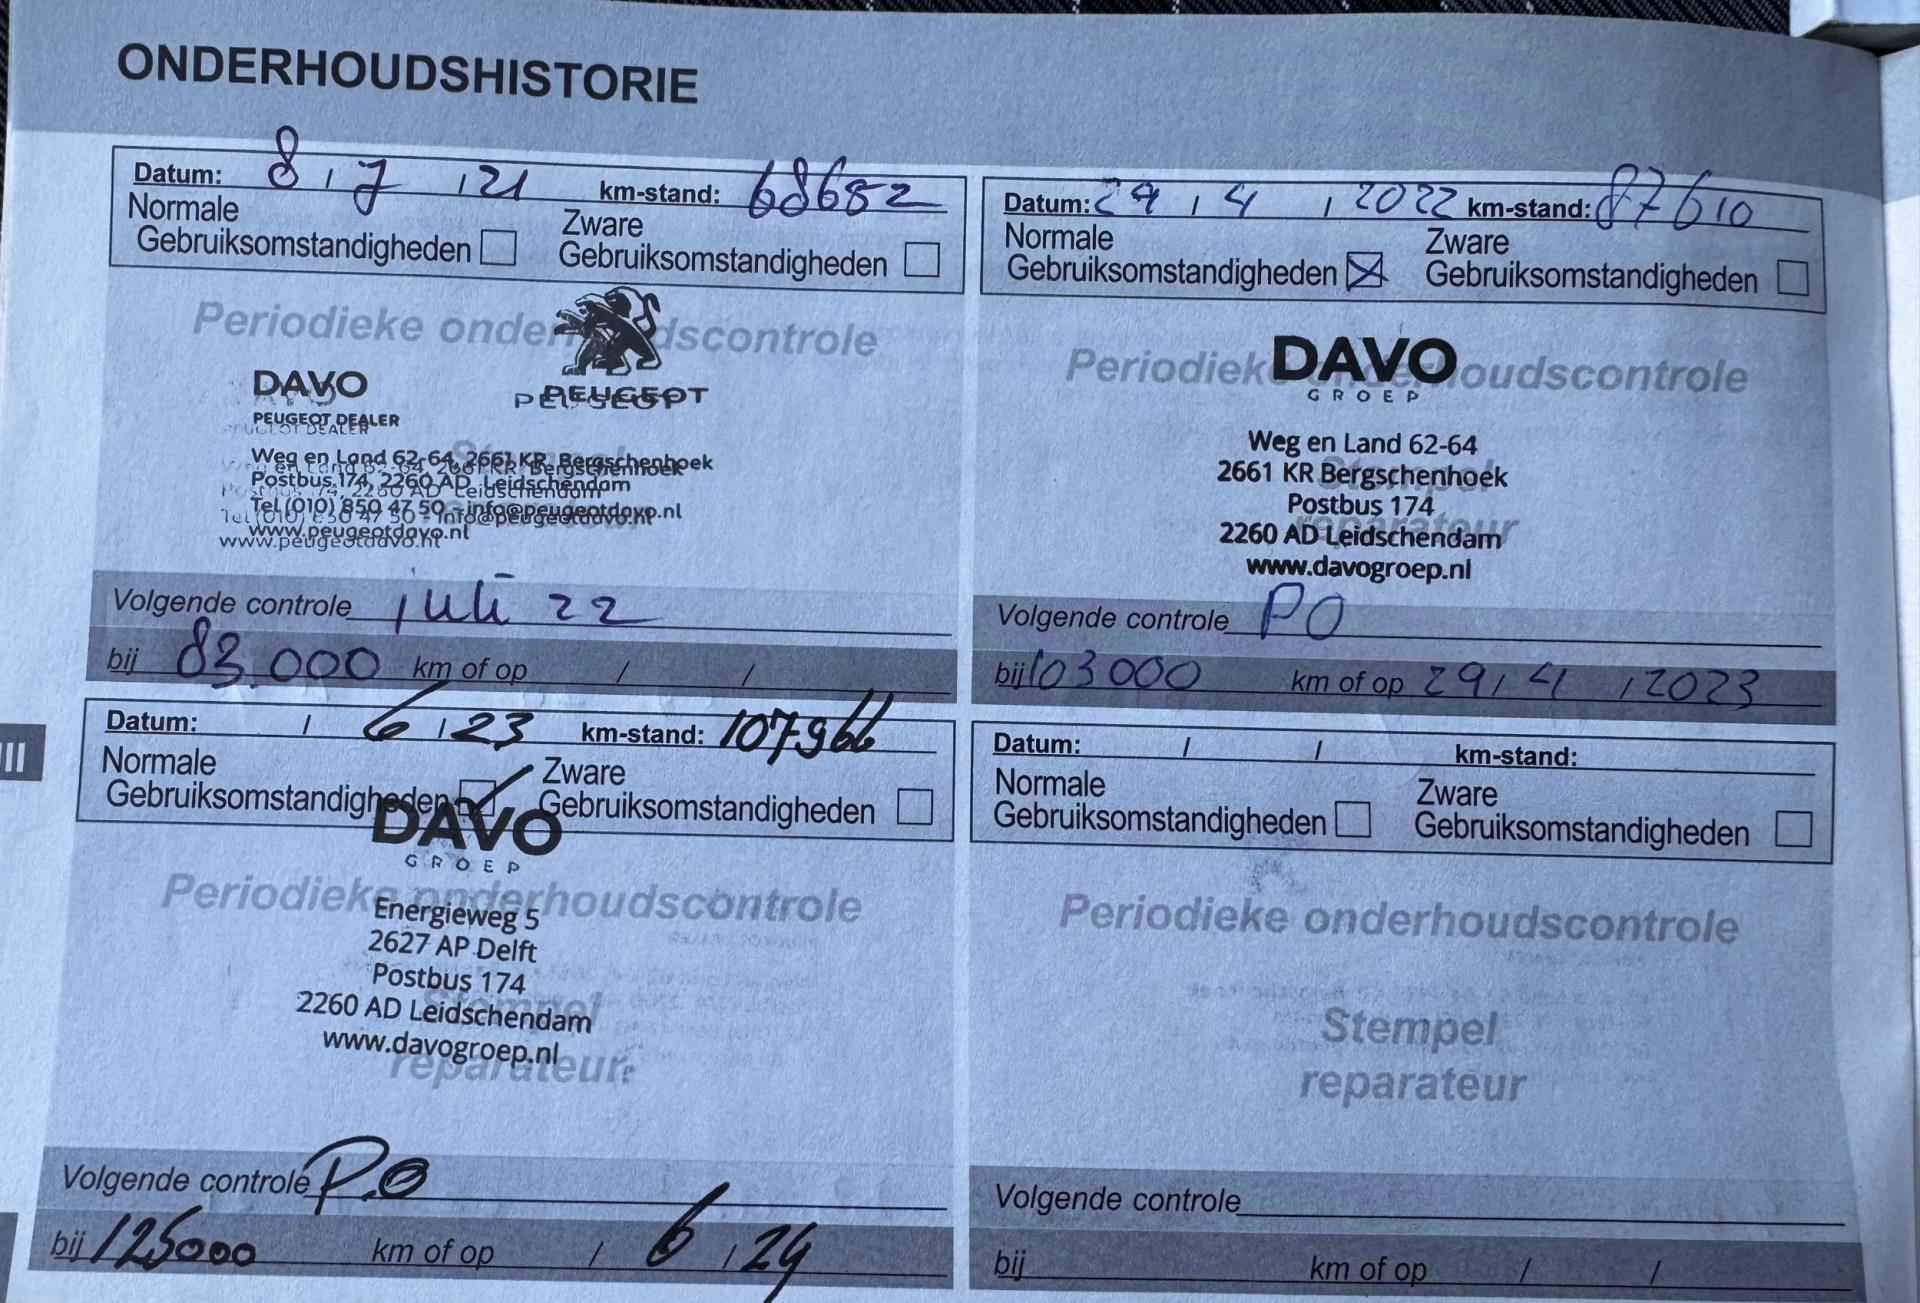 ONDERHOUDSHISTORIE
Datum: 8 / 7 / 21 km-stand: 68682
Normale
Gebruiksomstandigheden
Zware
Gebruiksomstandigheden
Periodieke onderhoudscontrole
PEUGEOT
DAVO
PEUGEOT DEALER
Weg en Land 62-64, 2661 KR Bergschenhoek
Postbus 174, 2260 AD Leidschendam
Tel (010) 850 47 50 - info@peugeotdavo.nl
www.peugeotdavo.nl
Volgende controle juli 22
bij 83.000 km of op / /
Datum: 29 / 4 / 2022 km-stand: 87610
Normale
Gebruiksomstandigheden
Zware
Gebruiksomstandigheden
Periodieke onderhoudscontrole
DAVO
GROEP
Weg en Land 62-64
2661 KR Bergschenhoek
Stempel
Postbus 174
reparateur
2260 AD Leidschendam
www.davogroep.nl
Volgende controle PO
bij 103000 km of op 29 / 4 / 2023
III
Datum: / 6 / 23 km-stand: 107966
Normale
Gebruiksomstandigheden
Zware
Gebruiksomstandigheden
DAVO
GROEP
Periodieke onderhoudscontrole
Energieweg 5
2627 AP Delft
Postbus 174
Stempel
2260 AD Leidschendam
www.davogroep.nl
reparateur
Volgende controle P.O
bij 125000 km of op / 6 / 24
Datum: / / km-stand:
Normale
Gebruiksomstandigheden
Zware
Gebruiksomstandigheden
Periodieke onderhoudscontrole
Stempel
reparateur
Volgende controle
bij km of op / /